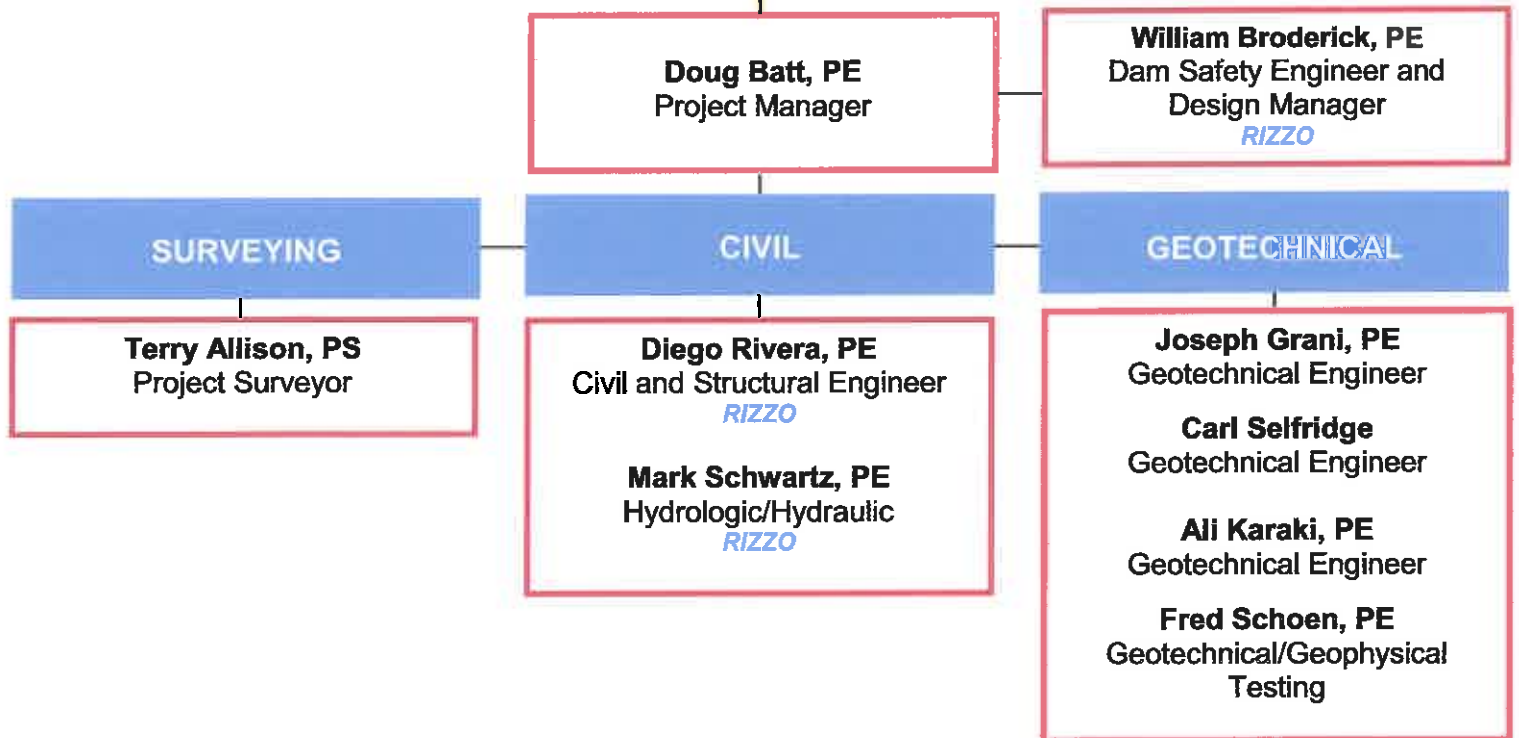 Doug Batt, PE
Project Manager
William Broderick, PE
Dam Safety Engineer and
Design Manager
RIZZO
SURVEYING
CIVIL
GEOTECHNICAL
Terry Allison, PS
Project Surveyor
Diego Rivera, PE
Civil and Structural Engineer
RIZZO
Mark Schwartz, PE
Hydrologic/Hydraulic
RIZZO
Joseph Grani, PE
Geotechnical Engineer
Carl Selfridge
Geotechnical Engineer
Ali Karaki, PE
Geotechnical Engineer
Fred Schoen, PE
Geotechnical/Geophysical
Testing